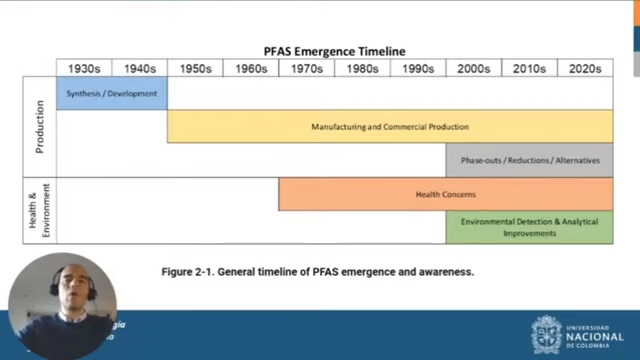 PFAS Emergence Timeline
1930s 1940s 1950s 1960s 1970s 1980s 1990s 2000s 2010s 2020s
Production
Synthesis / Development
Manufacturing and Commercial Production
Phase-outs / Reductions / Alternatives
Health &
Environment
Health Concerns
Environmental Detection & Analytical
Improvements
Figure 2-1. General timeline of PFAS emergence and awareness.
UNIVERSIDAD
NACIONAL
DE COLOMBIA